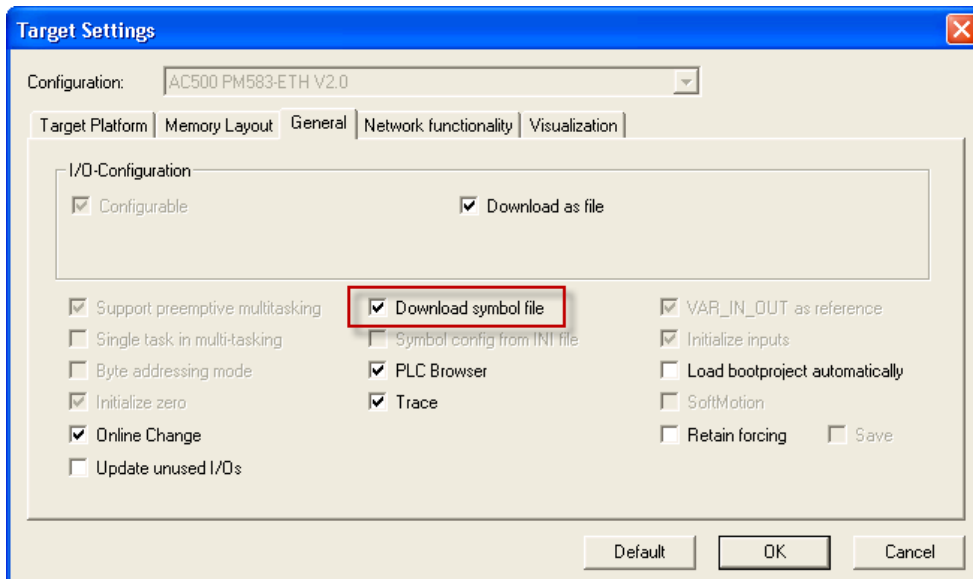 Target Settings
Configuration: AC500 PM583-ETH V2.0
Target Platform Memory Layout General Network functionality Visualization
I/O-Configuration
Configurable Download as file
Support preemptive multitasking Download symbol file VAR_IN_OUT as reference
Single task in multi-tasking Symbol config from INI file Initialize inputs
Byte addressing mode PLC Browser Load bootproject automatically
Initialize zero Trace SoftMotion
Online Change Retain forcing Save
Update unused I/Os
Default OK Cancel